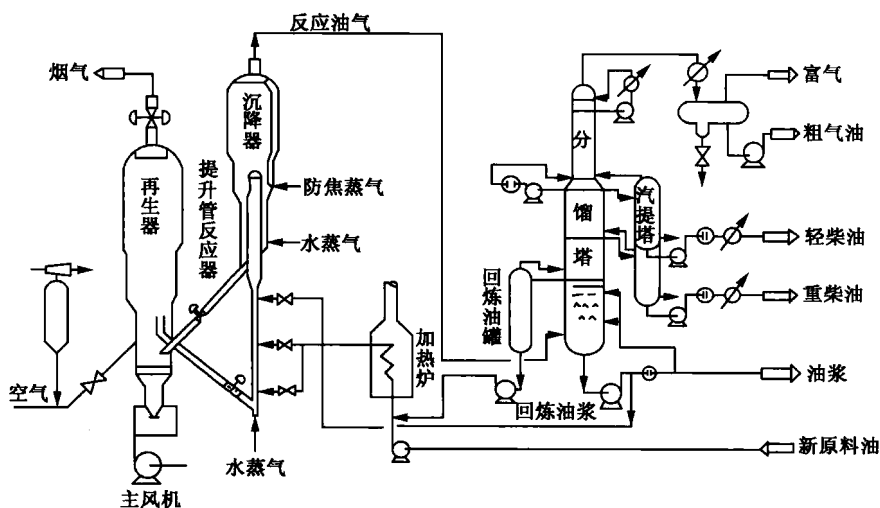 反应油气
烟气
沉降器
再生器
提升管反应器
防焦蒸气
水蒸气
空气
主风机
水蒸气
加热炉
回炼油罐
分馏塔
汽提塔
富气
粗气油
轻柴油
重柴油
油浆
回炼油浆
新原料油